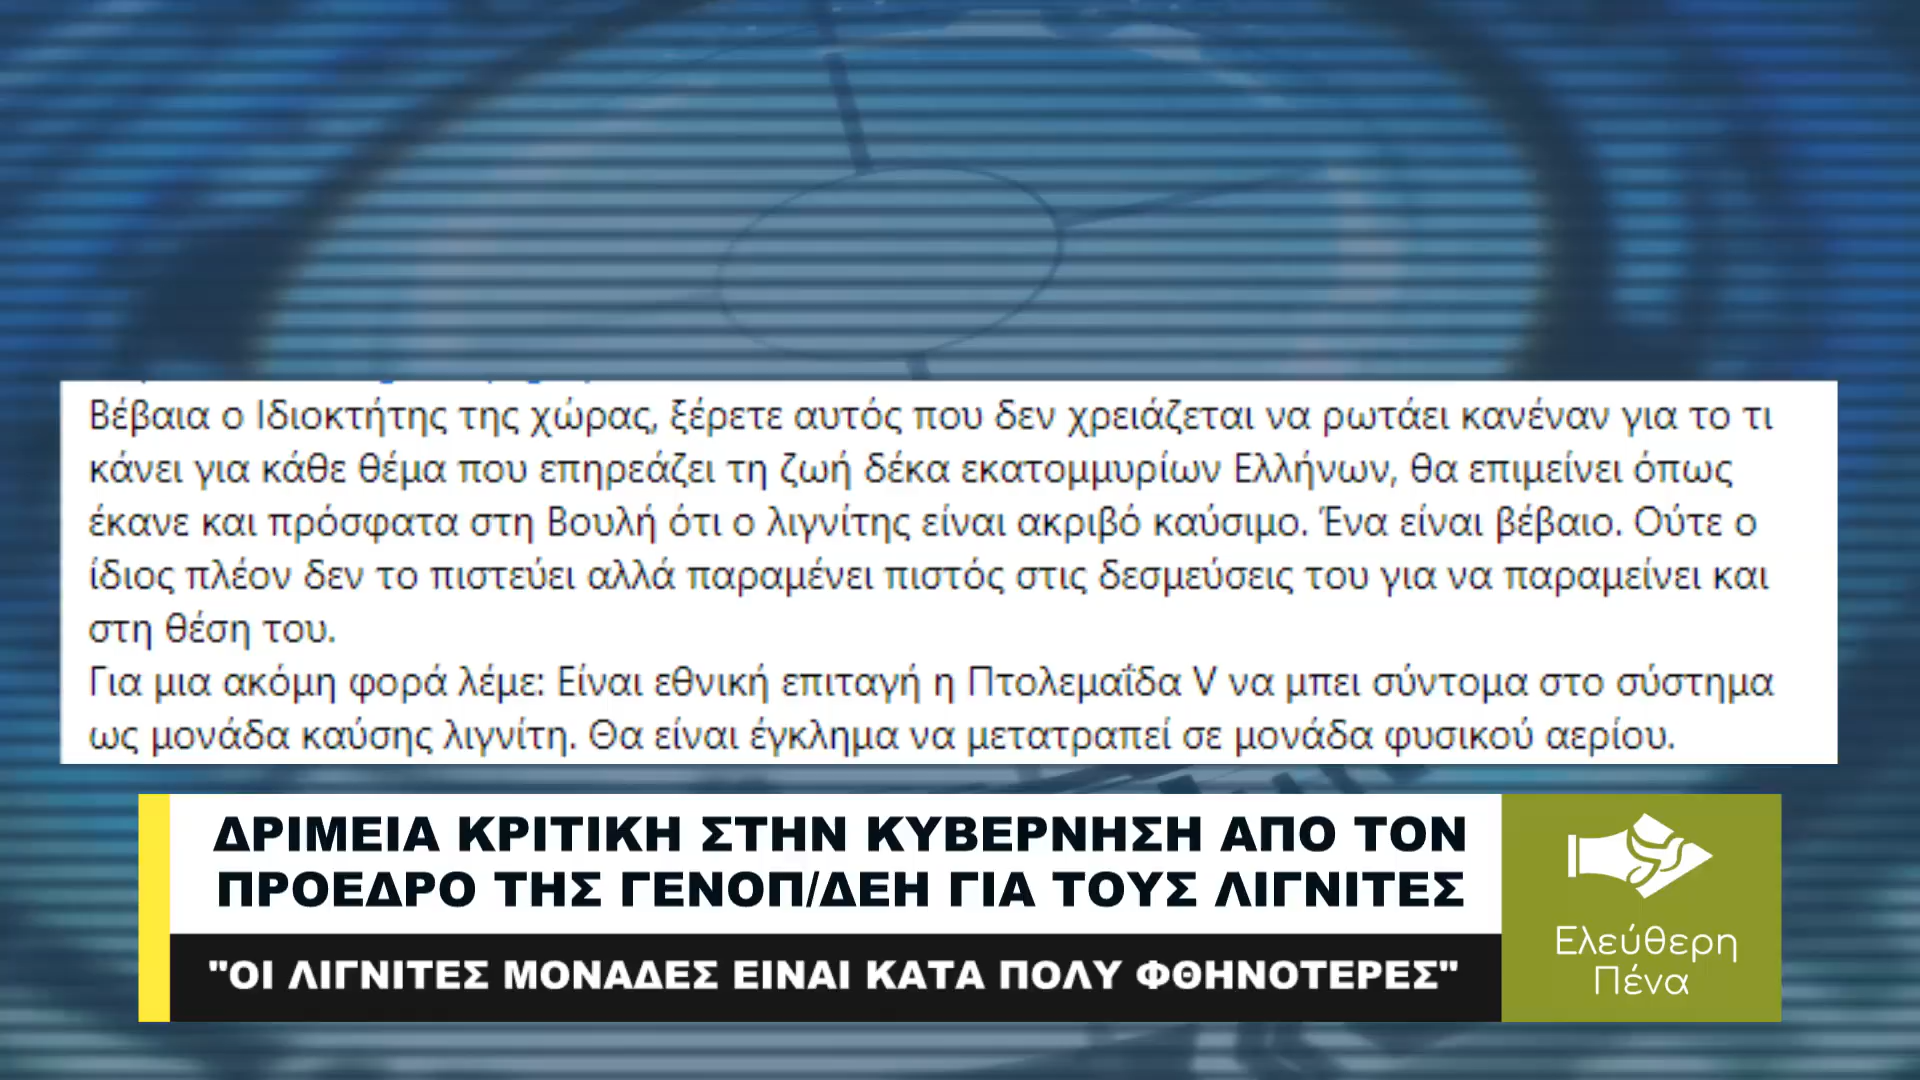 Βέβαια ο Ιδιοκτήτης της χώρας, ξέρετε αυτός που δεν χρειάζεται να ρωτάει κανέναν για το τι
κάνει για κάθε θέμα που επηρεάζει τη ζωή δέκα εκατομμυρίων Ελλήνων, θα επιμείνει όπως
έκανε και πρόσφατα στη Βουλή ότι ο λιγνίτης είναι ακριβό καύσιμο. Ένα είναι βέβαιο. Ούτε ο
ίδιος πλέον δεν το πιστεύει αλλά παραμένει πιστός στις δεσμεύσεις του για να παραμείνει και
στη θέση του.
Για μια ακόμη φορά λέμε: Είναι εθνική επιταγή η Πτολεμαΐδα V να μπει σύντομα στο σύστημα
ως μονάδα καύσης λιγνίτη. Θα είναι έγκλημα να μετατραπεί σε μονάδα φυσικού αερίου.
ΔΡΙΜΕΙΑ ΚΡΙΤΙΚΗ ΣΤΗΝ ΚΥΒΕΡΝΗΣΗ ΑΠΟ ΤΟΝ
ΠΡΟΕΔΡΟ ΤΗΣ ΓΕΝΟΠ/ΔΕΗ ΓΙΑ ΤΟΥΣ ΛΙΓΝΙΤΕΣ
"ΟΙ ΛΙΓΝΙΤΕΣ ΜΟΝΑΔΕΣ ΕΙΝΑΙ ΚΑΤΑ ΠΟΛΥ ΦΘΗΝΟΤΕΡΕΣ"
Ελεύθερη
Πένα